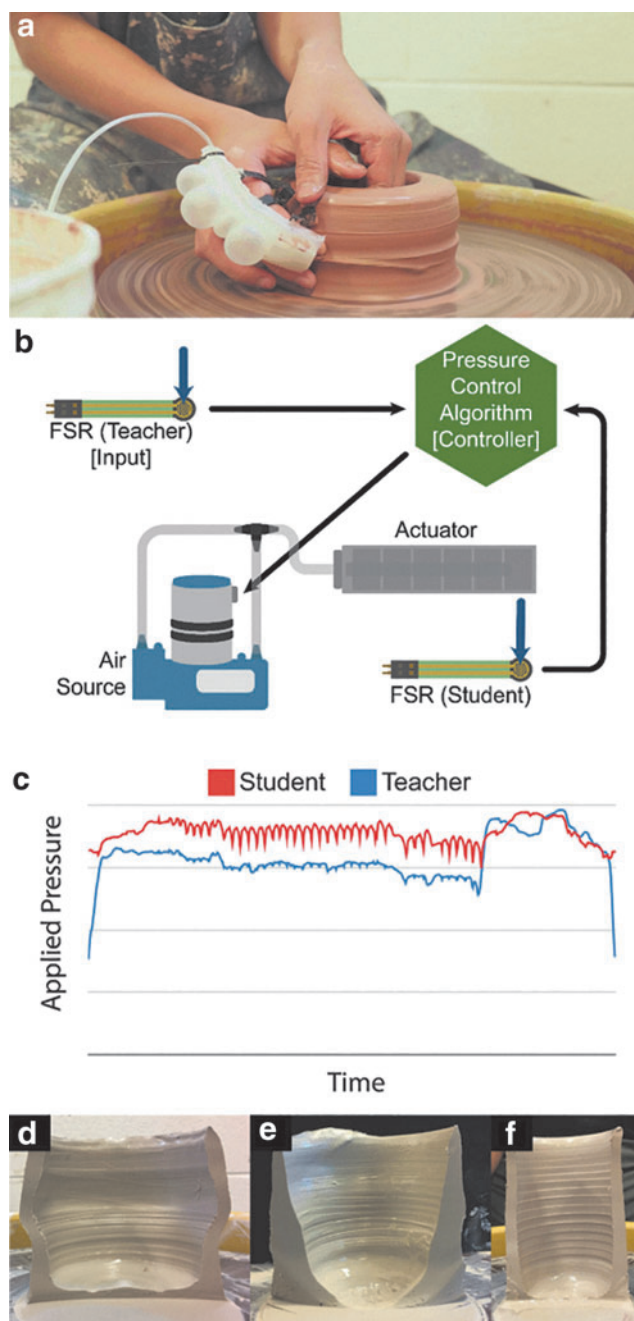 a
b
FSR (Teacher)
[Input]
Pressure
Control
Algorithm
[Controller]
Actuator
Air
Source
FSR (Student)
c
Student Teacher
Applied Pressure
Time
d e f